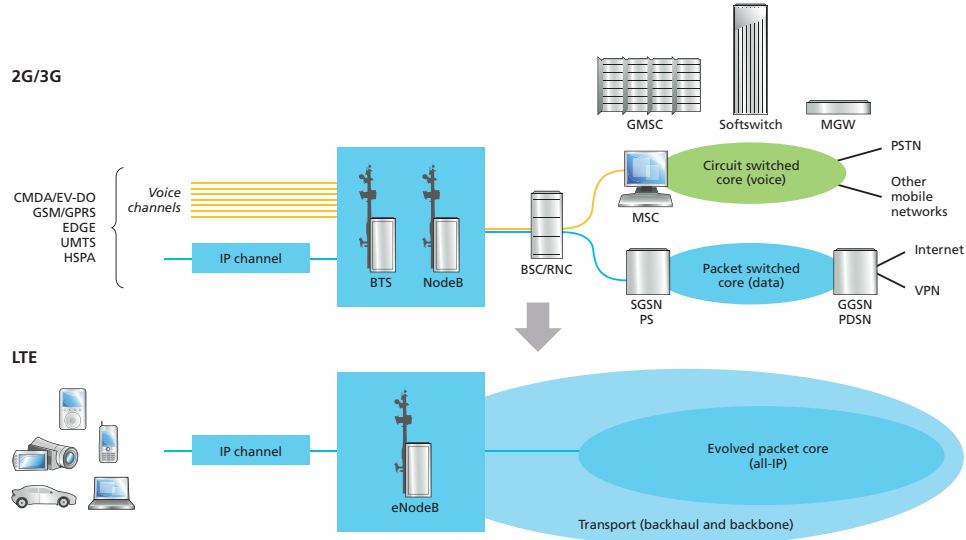 2G/3G
GMSC
Softswitch
MGW
CMDA/EV-DO
GSM/GPRS
EDGE
UMTS
HSPA
Voice
channels
IP channel
BTS
NodeB
BSC/RNC
MSC
Circuit switched
core (voice)
PSTN
Other
mobile
networks
SGSN
PS
Packet switched
core (data)
GGSN
PDSN
Internet
VPN
LTE
IP channel
eNodeB
Evolved packet core
(all-IP)
Transport (backhaul and backbone)